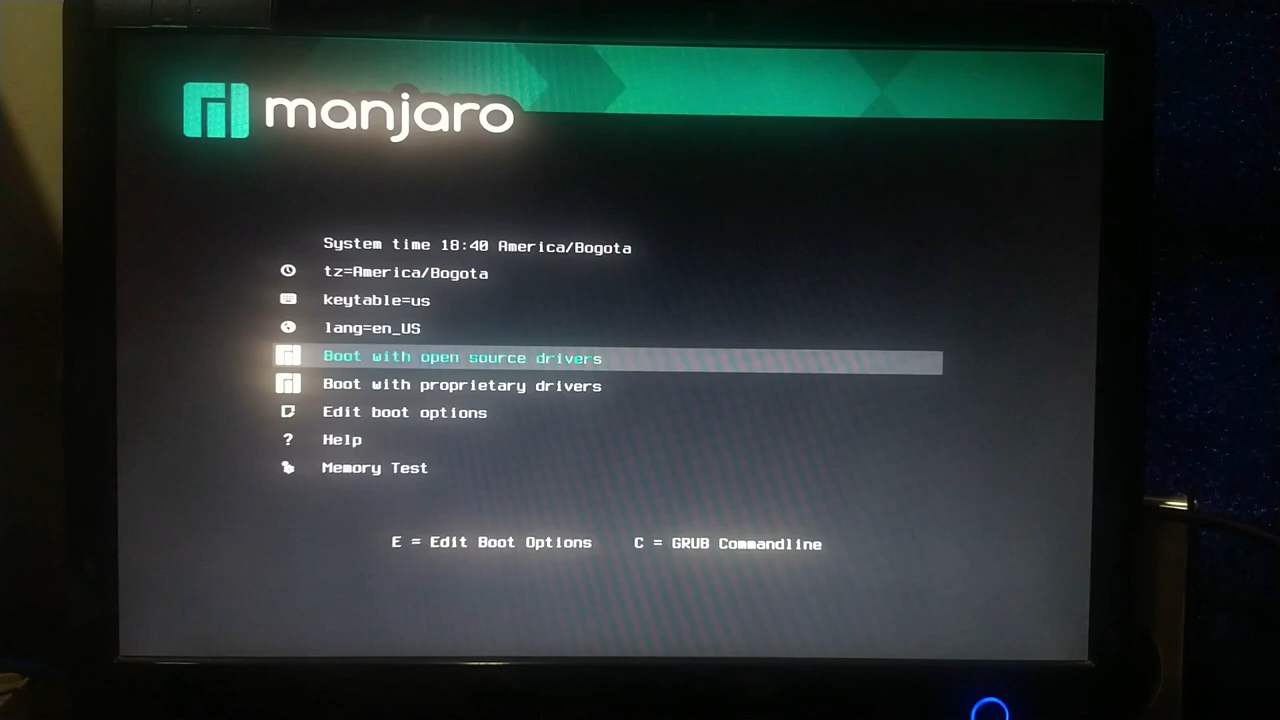 manjaro
System time 18:40 America/Bogota
tz=America/Bogota
keytable=us
lang=en_US
Boot with open source drivers
Boot with proprietary drivers
Edit boot options
? Help
Memory Test
E = Edit Boot Options C = GRUB Commandline